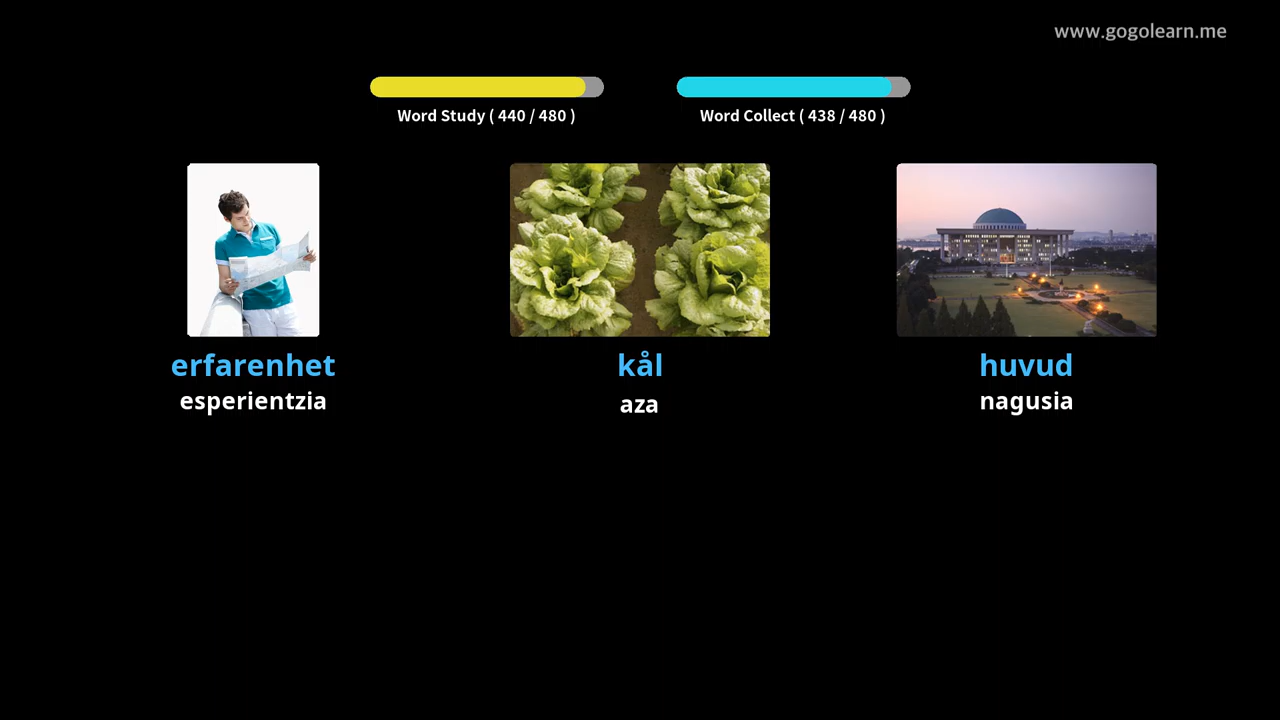 www.gogolearn.me
Word Study ( 440 / 480 )
Word Collect ( 438 / 480 )
erfarenhet
esperientzia
kål
aza
huvud
nagusia